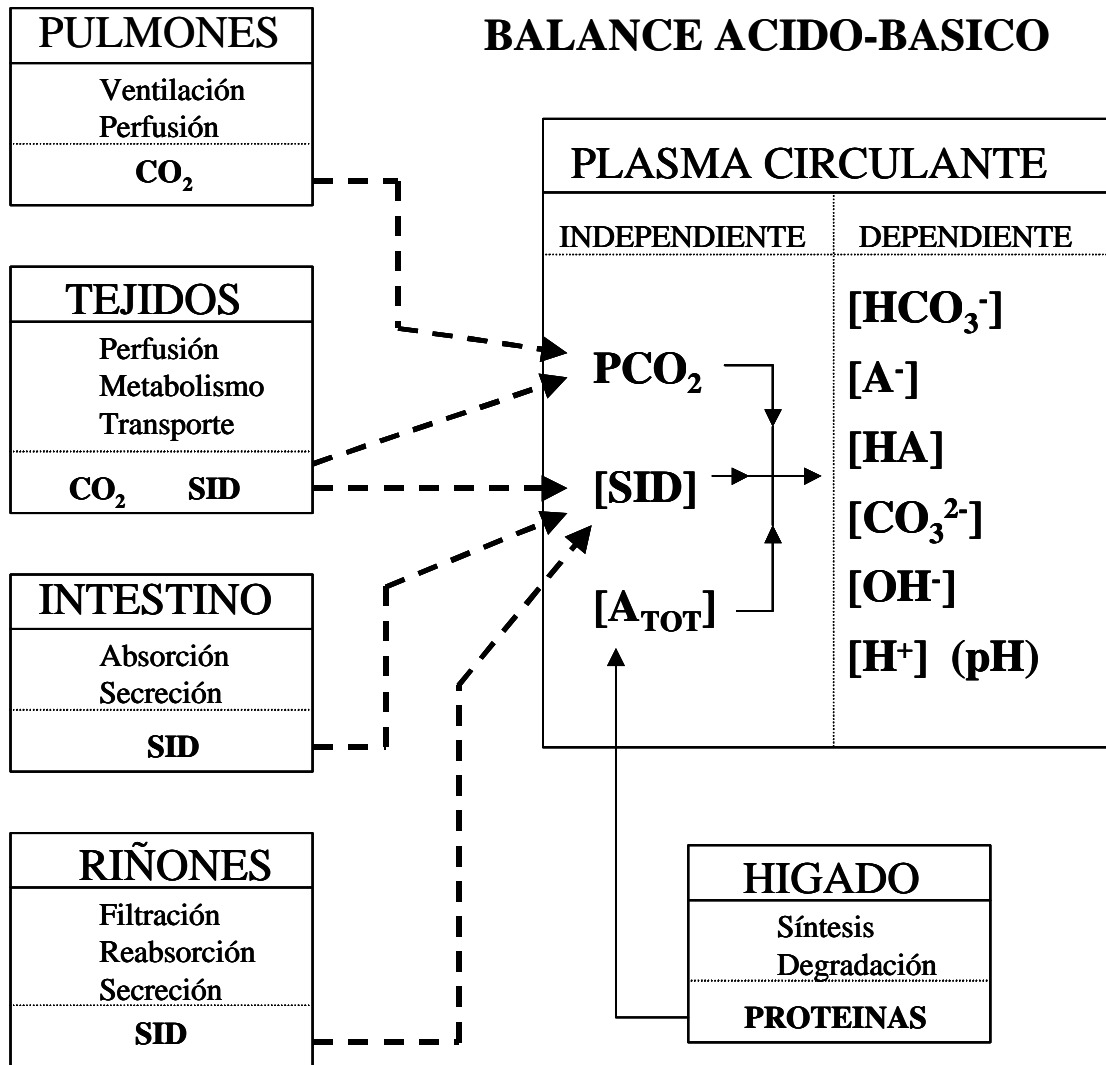 BALANCE ACIDO-BASICO
PULMONES
Ventilación
Perfusión
CO₂
TEJIDOS
Perfusión
Metabolismo
Transporte
CO₂ SID
INTESTINO
Absorción
Secreción
SID
RIÑONES
Filtración
Reabsorción
Secreción
SID
PLASMA CIRCULANTE
INDEPENDIENTE
PCO₂
[SID]
[A_TOT]
DEPENDIENTE
[HCO₃⁻]
[A⁻]
[HA]
[CO₃²⁻]
[OH⁻]
[H⁺] (pH)
HIGADO
Síntesis
Degradación
PROTEINAS